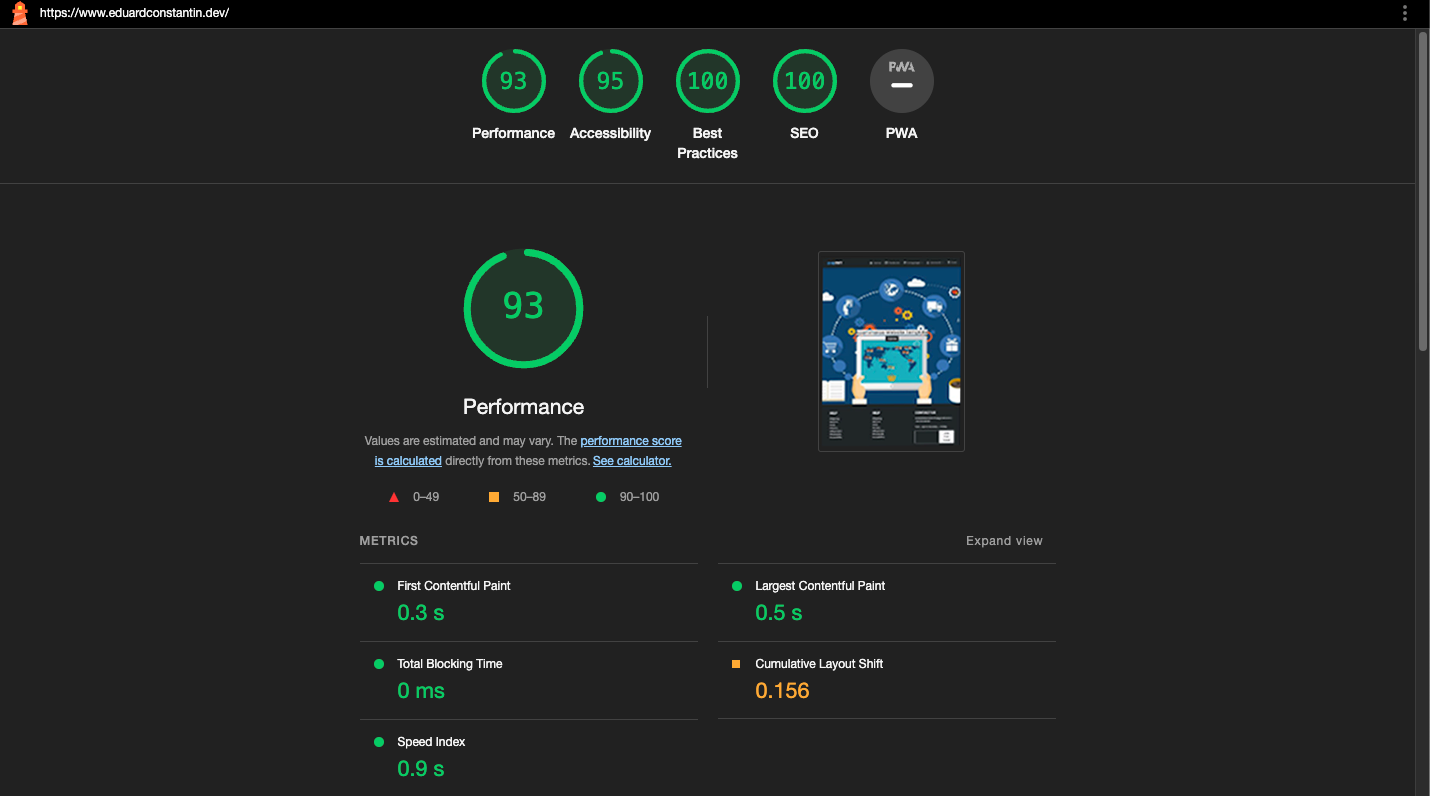 https://www.eduardconstantin.dev/
93
95
100
100
PWA
Performance
Accessibility
Best
Practices
SEO
PWA
93
Performance
Values are estimated and may vary. The performance score
is calculated directly from these metrics. See calculator.
0–49
50–89
90–100
METRICS
Expand view
First Contentful Paint
0.3 s
Largest Contentful Paint
0.5 s
Total Blocking Time
0 ms
Cumulative Layout Shift
0.156
Speed Index
0.9 s